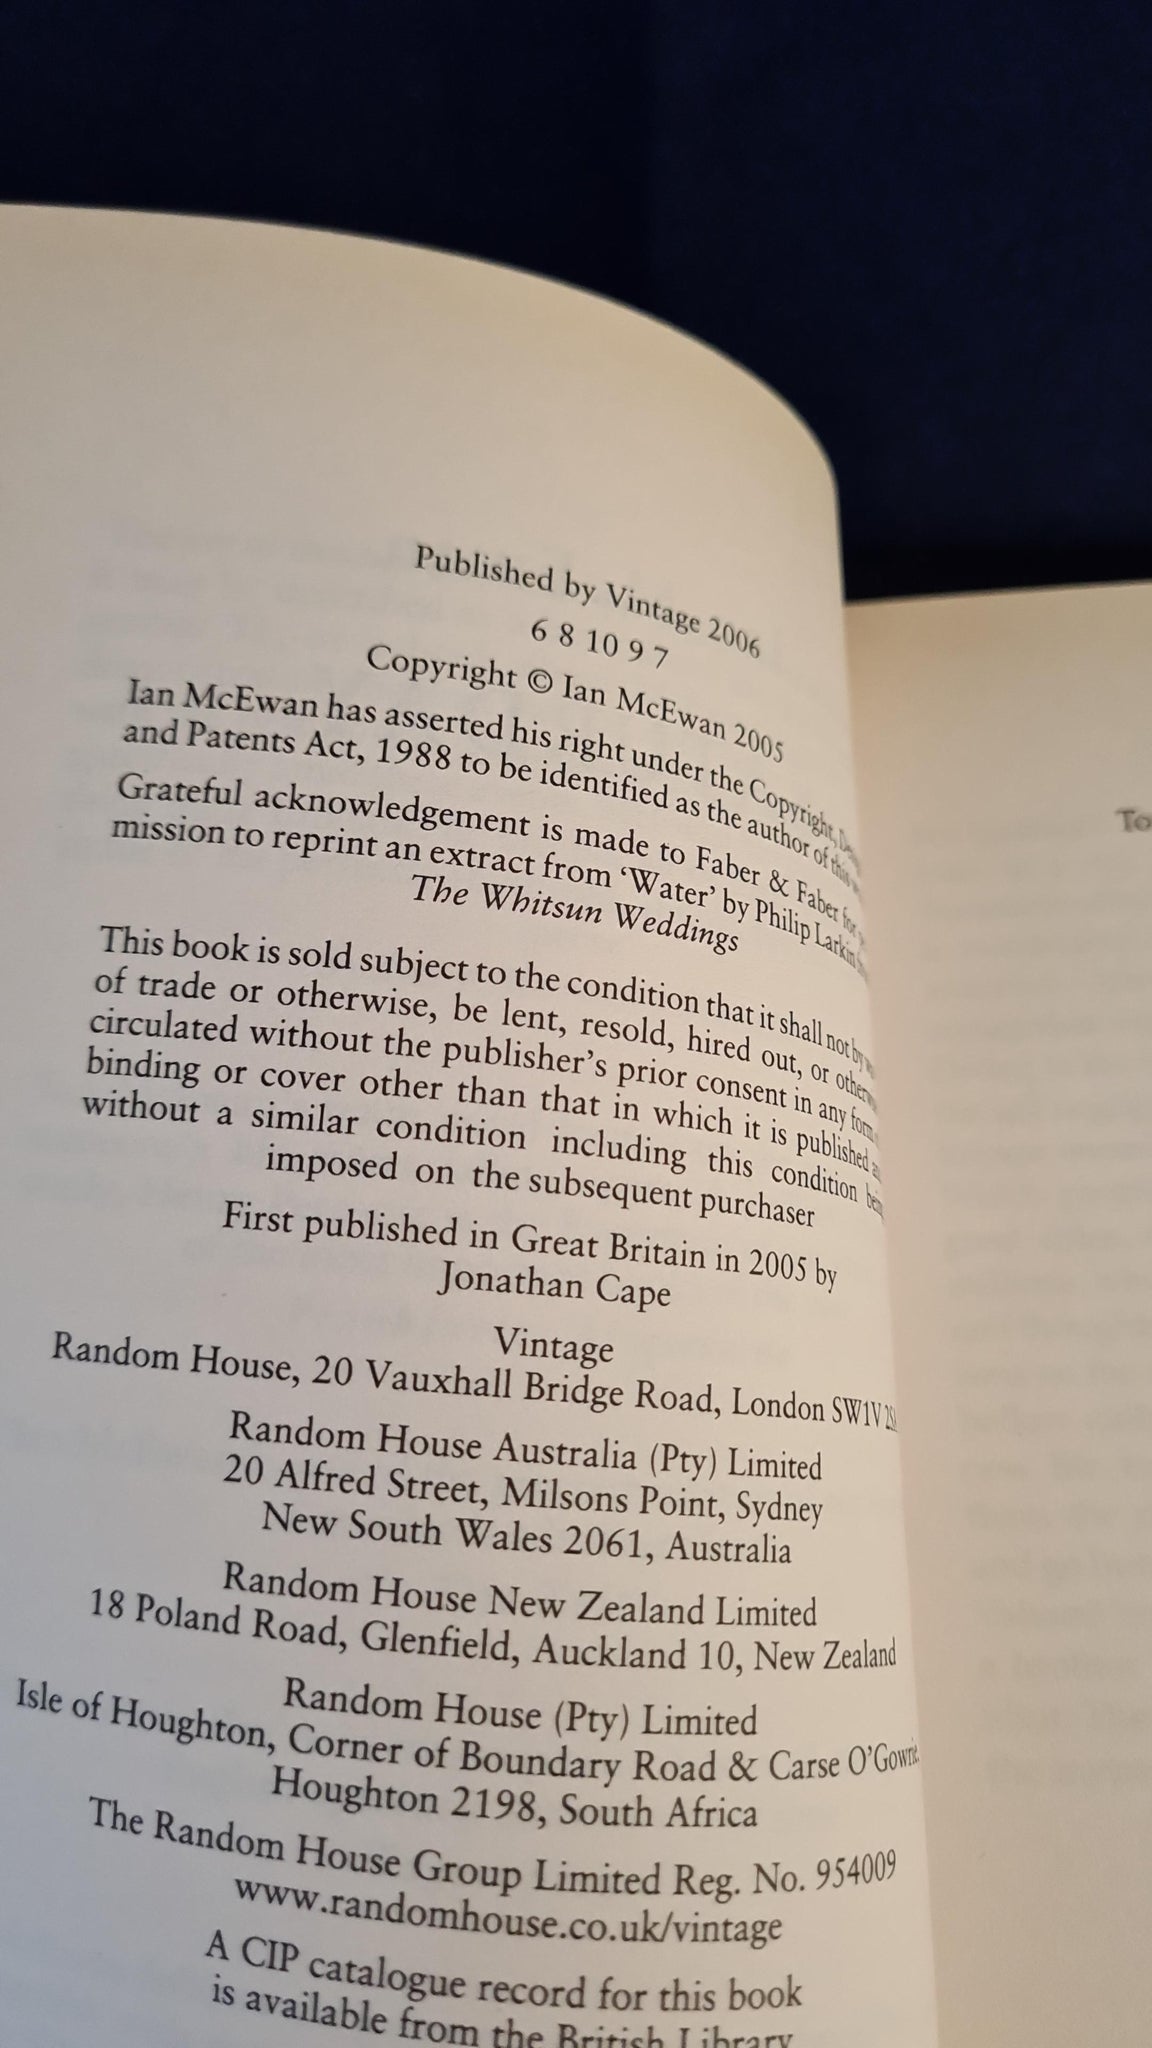 Published by Vintage 2006
6 8 10 9 7
Copyright © Ian McEwan 2005
Ian McEwan has asserted his right under the Copyright,
and Patents Act, 1988 to be identified as the author of this
Grateful acknowledgement is made to Faber & Faber for
mission to reprint an extract from ‘Water’ by Philip Larkin
The Whitsun Weddings
This book is sold subject to the condition that it shall not by
of trade or otherwise, be lent, resold, hired out, or
circulated without the publisher’s prior consent in any form
binding or cover other than that in which it is published
without a similar condition including this condition
imposed on the subsequent purchaser
First published in Great Britain in 2005 by
Jonathan Cape
Vintage
Random House, 20 Vauxhall Bridge Road, London SW1V
Random House Australia (Pty) Limited
20 Alfred Street, Milsons Point, Sydney
New South Wales 2061, Australia
Random House New Zealand Limited
18 Poland Road, Glenfield, Auckland 10, New Zealand
Random House (Pty) Limited
Isle of Houghton, Corner of Boundary Road & Carse O’Gowrie,
Houghton 2198, South Africa
The Random House Group Limited Reg. No. 954009
www.randomhouse.co.uk/vintage
A CIP catalogue record for this book
is available from the British Library
To